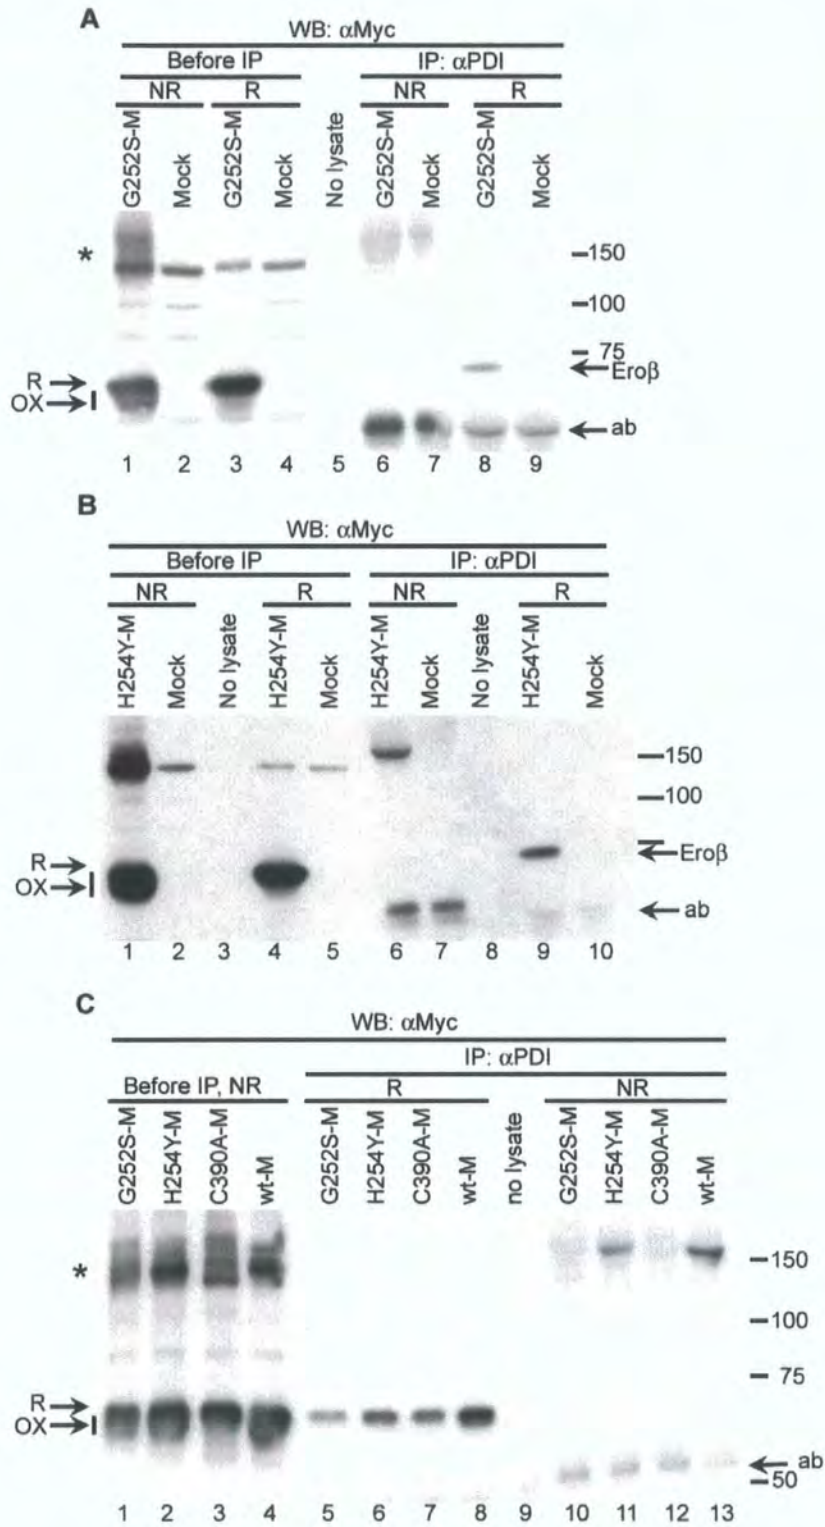 A
WB: αMyc
Before IP IP: αPDI
NR R NR R
G252S-M Mock G252S-M Mock No lysate G252S-M Mock G252S-M Mock
*
150
100
75
R
Eroβ
OX
ab
1 2 3 4 5 6 7 8 9
B
WB: αMyc
Before IP IP: αPDI
NR R NR R
H254Y-M Mock No lysate H254Y-M Mock H254Y-M Mock No lysate H254Y-M Mock
150
100
R
Eroβ
OX
ab
1 2 3 4 5 6 7 8 9 10
C
WB: αMyc
IP: αPDI
Before IP, NR R NR
G252S-M H254Y-M C390A-M wt-M G252S-M H254Y-M C390A-M wt-M no lysate G252S-M H254Y-M C390A-M wt-M
*
150
100
75
R
OX
ab
50
1 2 3 4 5 6 7 8 9 10 11 12 13